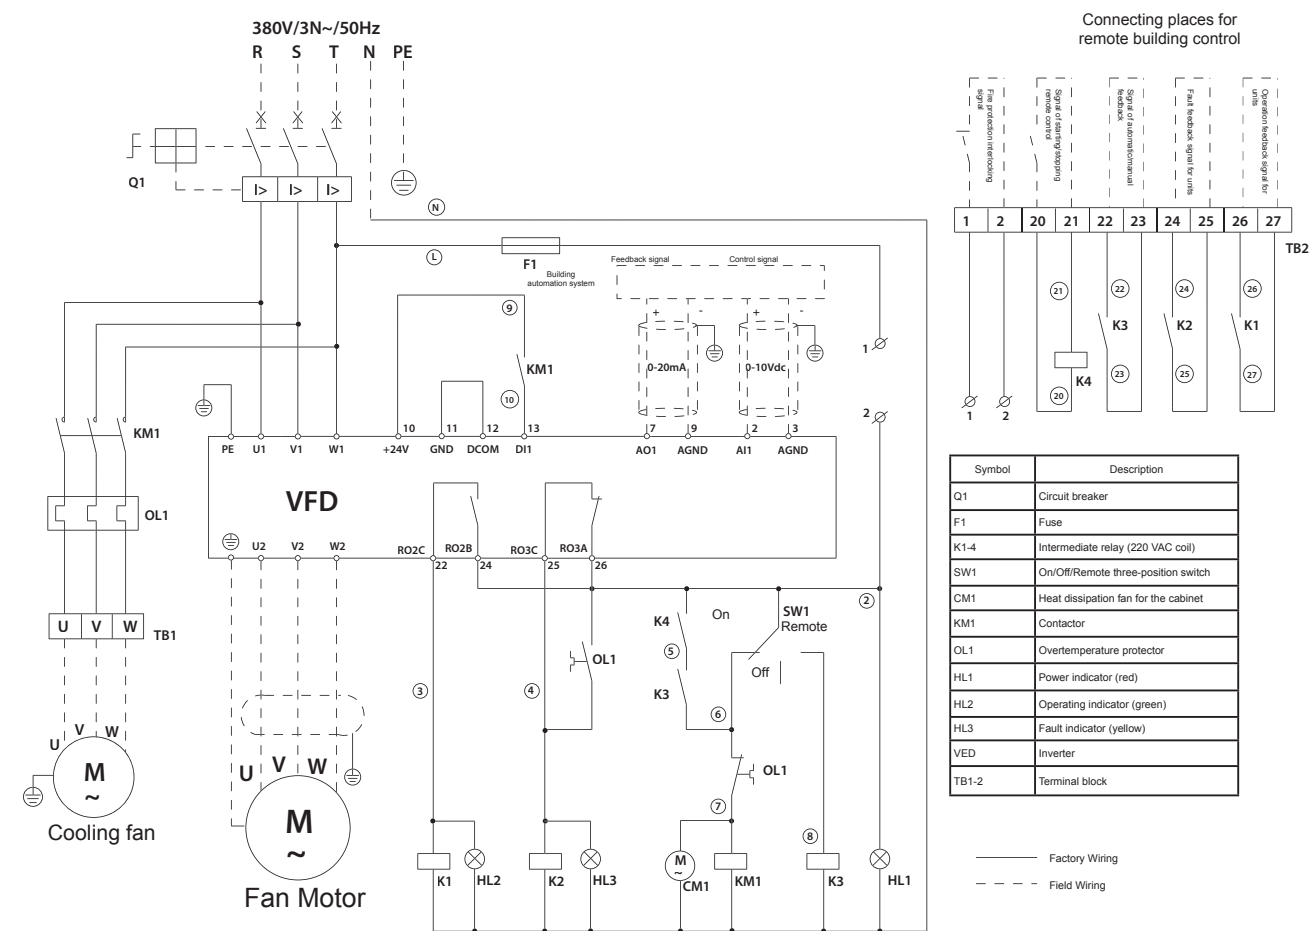 380V/3N~/50Hz
R S T N PE
Q1
I> I> I>
N
L
F1
Building
automation system
Feedback signal
Control signal
+ - + -
0-20mA
0-10Vdc
9
KM1
10
1
2
KM1
OL1
U V W
TB1
U V W
M
~
Cooling fan
10 11 12 13 7 9 2 3
PE U1 V1 W1 +24V GND DCOM DI1 AO1 AGND AI1 AGND
VFD
U2 V2 W2 RO2C RO2B RO3C RO3A
22 24 25 26
2
K4
On
SW1
Remote
5
OL1
Off
K3
3
4
6
OL1
7
8
U V W
M
~
Fan Motor
K1
HL2
K2
HL3
M
~
CM1
KM1
K3
HL1
Connecting places for
remote building control
Fire protection interlocking
signal
Signal of starting/stopping
remote control
Signal of automatic/manual
feedback
Fault feedback signal for units
Operation feedback signal for
units
1 2 20 21 22 23 24 25 26 27
TB2
21
22
24
26
K3
K2
K1
K4
23
25
27
20
1
2
Symbol Description
Q1 Circuit breaker
F1 Fuse
K1-4 Intermediate relay (220 VAC coil)
SW1 On/Off/Remote three-position switch
CM1 Heat dissipation fan for the cabinet
KM1 Contactor
OL1 Overtemperature protector
HL1 Power indicator (red)
HL2 Operating indicator (green)
HL3 Fault indicator (yellow)
VED Inverter
TB1-2 Terminal block
Factory Wiring
Field Wiring